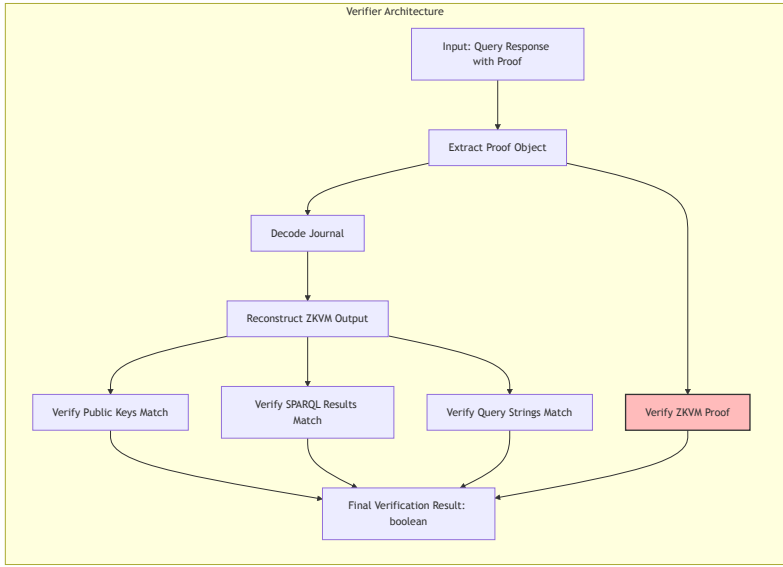 Verifier Architecture
Input: Query Response
with Proof
Extract Proof Object
Decode Journal
Reconstruct ZKVM Output
Verify Public Keys Match
Verify SPARQL Results
Match
Verify Query Strings Match
Verify ZKVM Proof
Final Verification Result:
boolean